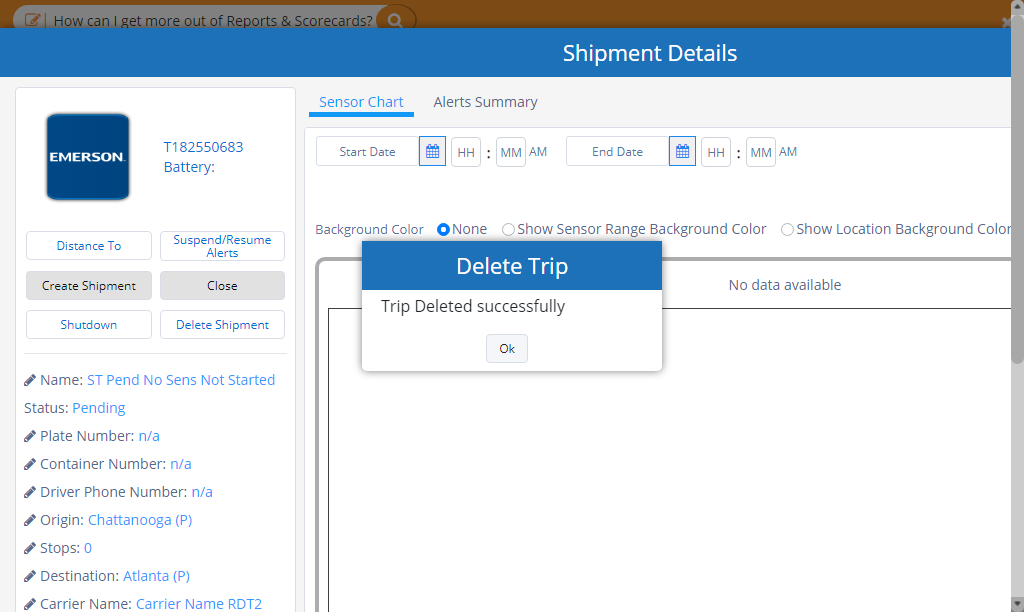 How can I get more out of Reports & Scorecards?
Shipment Details
EMERSON.
T182550683
Battery:
Distance To
Suspend/Resume
Alerts
Create Shipment
Close
Shutdown
Delete Shipment
Name: ST Pend No Sens Not Started
Status: Pending
Plate Number: n/a
Container Number: n/a
Driver Phone Number: n/a
Origin: Chattanooga (P)
Stops: 0
Destination: Atlanta (P)
Carrier Name: Carrier Name RDT2
Sensor Chart Alerts Summary
Start Date HH : MM AM End Date HH : MM AM
Background Color None Show Sensor Range Background Color Show Location Background Color
No data available
Delete Trip
Trip Deleted successfully
Ok